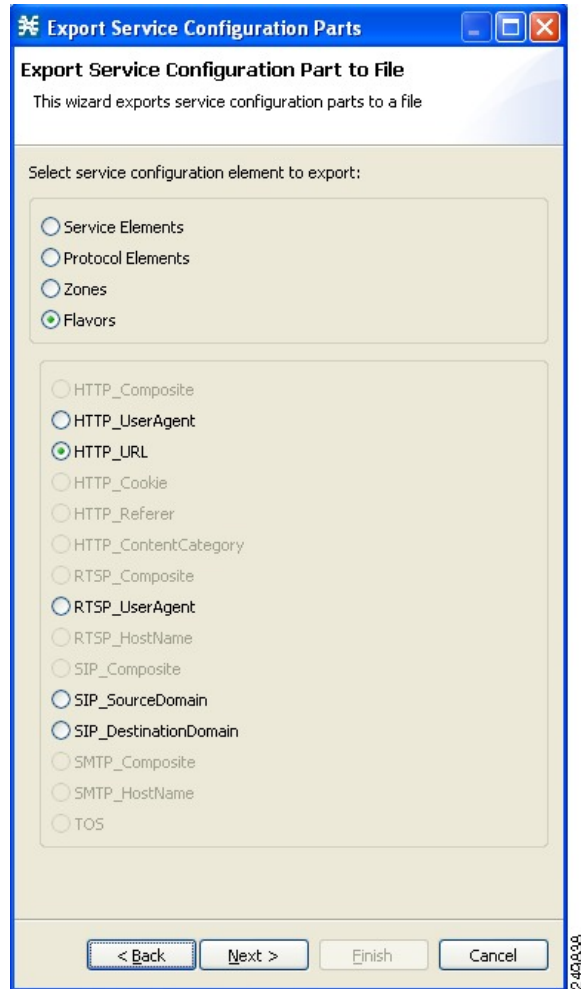 Export Service Configuration Parts
Export Service Configuration Part to File
This wizard exports service configuration parts to a file
Select service configuration element to export:
Service Elements
Protocol Elements
Zones
Flavors
HTTP_Composite
HTTP_UserAgent
HTTP_URL
HTTP_Cookie
HTTP_Referer
HTTP_ContentCategory
RTSP_Composite
RTSP_UserAgent
RTSP_HostName
SIP_Composite
SIP_SourceDomain
SIP_DestinationDomain
SMTP_Composite
SMTP_HostName
TOS
< Back Next > Finish Cancel
249838